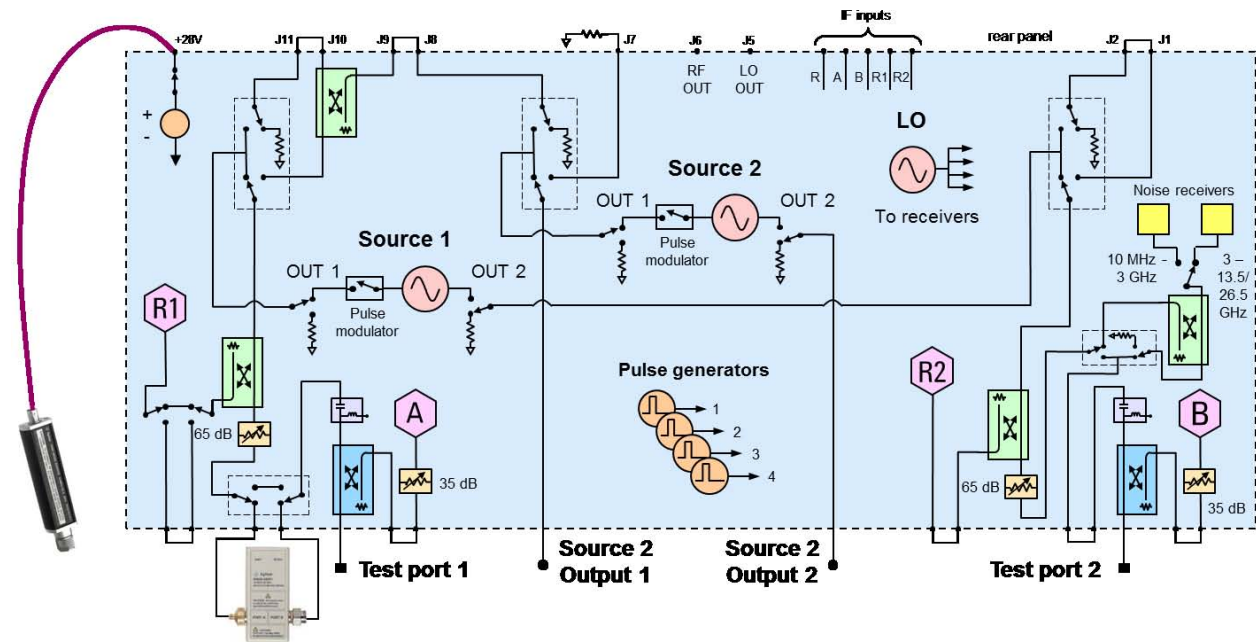 +28V
J11
J10
J9
J8
J7
J6
J5
IF inputs
rear panel
J2
J1
RF
OUT
LO
OUT
R
A
B
R1
R2
+
-
LO
To receivers
Source 2
OUT 1
OUT 2
Pulse
modulator
Noise receivers
10 MHz -
3 GHz
3 –
13.5/
26.5
GHz
Source 1
OUT 1
OUT 2
Pulse
modulator
R1
65 dB
A
35 dB
Pulse generators
1
2
3
4
R2
65 dB
B
35 dB
Test port 1
Source 2
Output 1
Source 2
Output 2
Test port 2